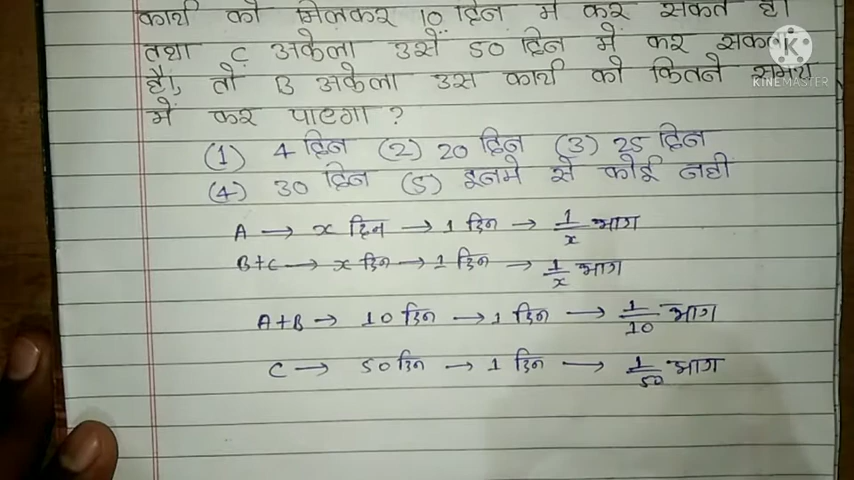 कार्य को मिलकर 10 दिन में कर सकते है।
तथा C अकेला उसे 50 दिन में कर सकता
है, तो B अकेला उस कार्य को कितने समय
में कर पाएगा ?
(1) 4 दिन (2) 20 दिन (3) 25 दिन
(4) 30 दिन (5) इनमे से कोई नही
A → x दिन → 1 दिन → 1/x भाग
B+C → x दिन → 1 दिन → 1/x भाग
A+B → 10 दिन → 1 दिन → 1/10 भाग
C → 50 दिन → 1 दिन → 1/50 भाग
K
KINEMASTER